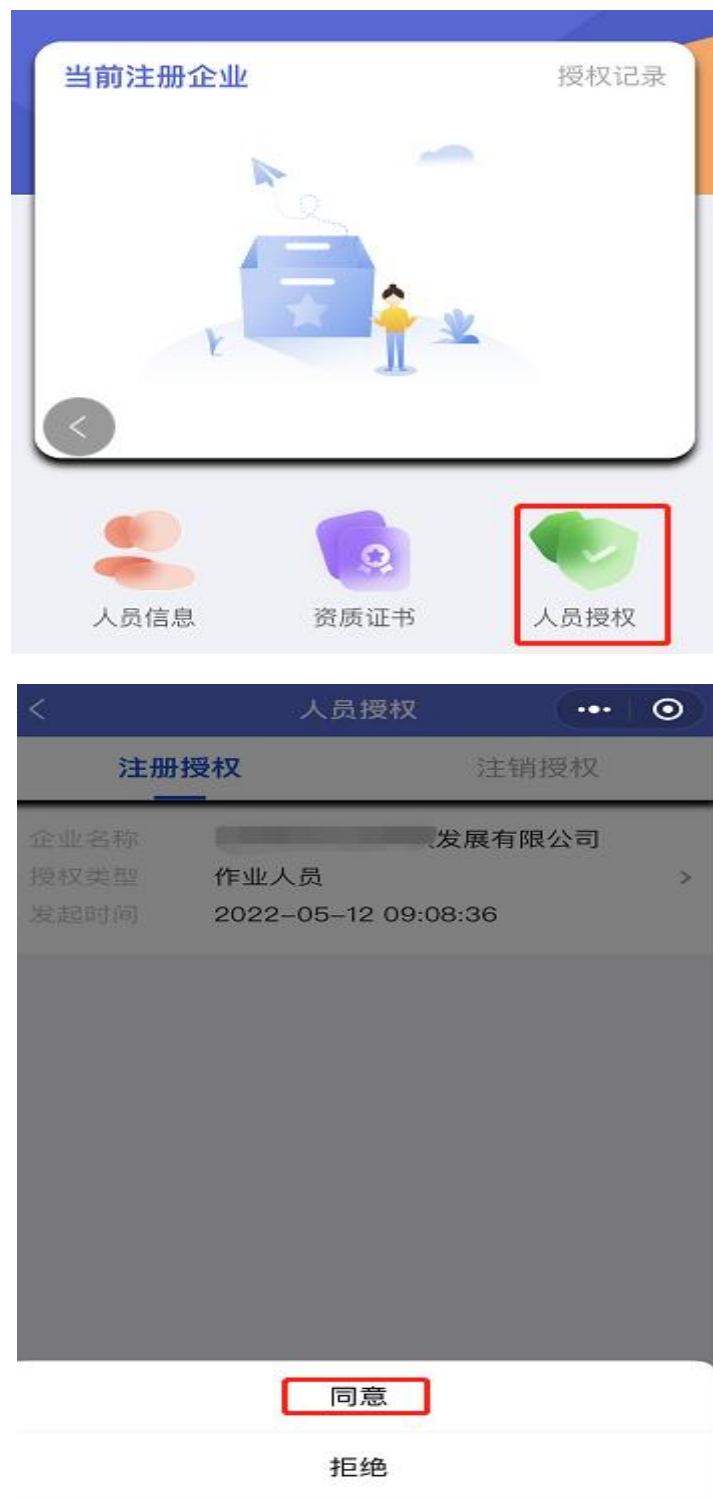 当前注册企业 授权记录
人员信息 资质证书 人员授权
人员授权
注册授权 注销授权
企业名称 发展有限公司
授权类型 作业人员
发起时间 2022-05-12 09:08:36
同意
拒绝